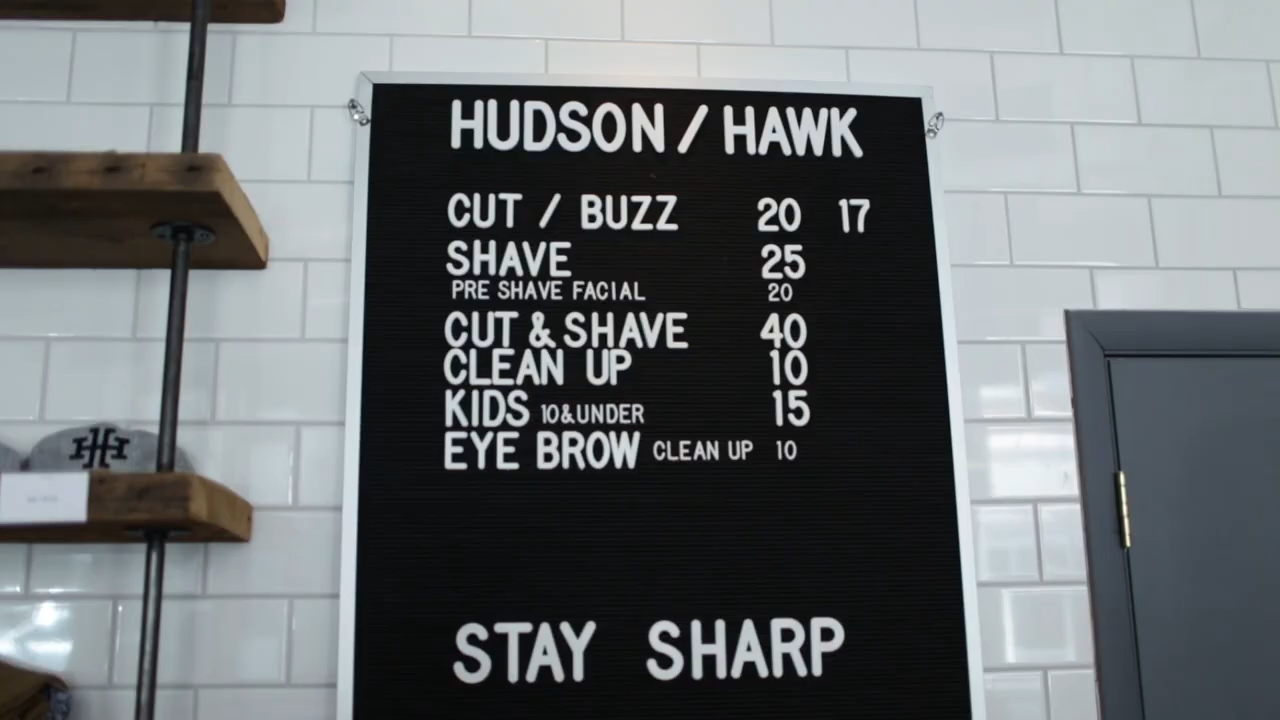 HUDSON / HAWK
CUT / BUZZ 20 17
SHAVE 25
PRE SHAVE FACIAL 20
CUT & SHAVE 40
CLEAN UP 10
KIDS 10&UNDER 15
EYE BROW CLEAN UP 10
STAY SHARP